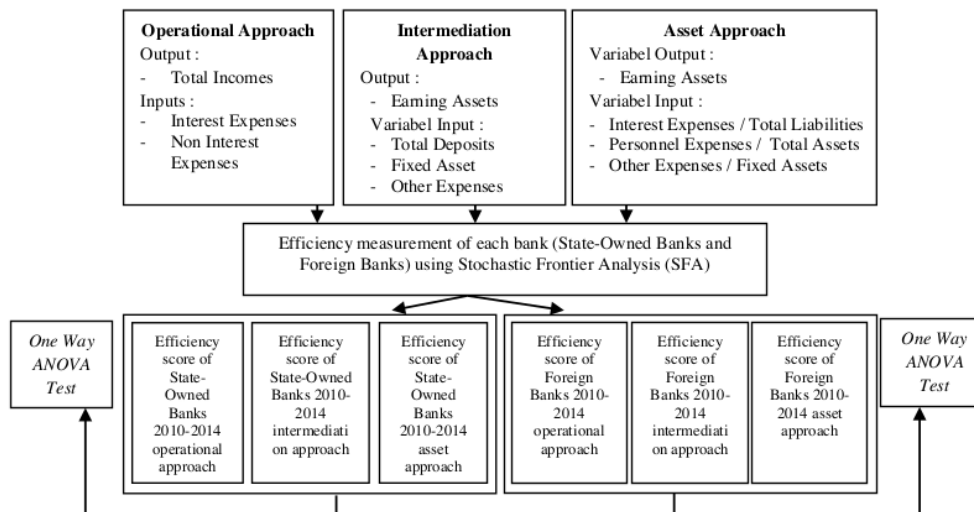 Operational Approach
Output :
- Total Incomes
Inputs :
- Interest Expenses
- Non Interest
Expenses
Intermediation
Approach
Output :
- Earning Assets
Variabel Input :
- Total Deposits
- Fixed Asset
- Other Expenses
Asset Approach
Variabel Output :
- Earning Assets
Variabel Input :
- Interest Expenses / Total Liabilities
- Personnel Expenses / Total Assets
- Other Expenses / Fixed Assets
Efficiency measurement of each bank (State-Owned Banks and
Foreign Banks) using Stochastic Frontier Analysis (SFA)
One Way
ANOVA
Test
Efficiency
score of
State-
Owned
Banks
2010-2014
operational
approach
Efficiency
score of
State-Owned
Banks 2010-
2014
intermediati
on approach
Efficiency
score of
State-
Owned
Banks
2010-2014
asset
approach
Efficiency
score of
Foreign
Banks 2010-
2014
operational
approach
Efficiency
score of
Foreign
Banks 2010-
2014
intermediati
on approach
Efficiency
score of
Foreign
Banks 2010-
2014 asset
approach
One Way
ANOVA
Test